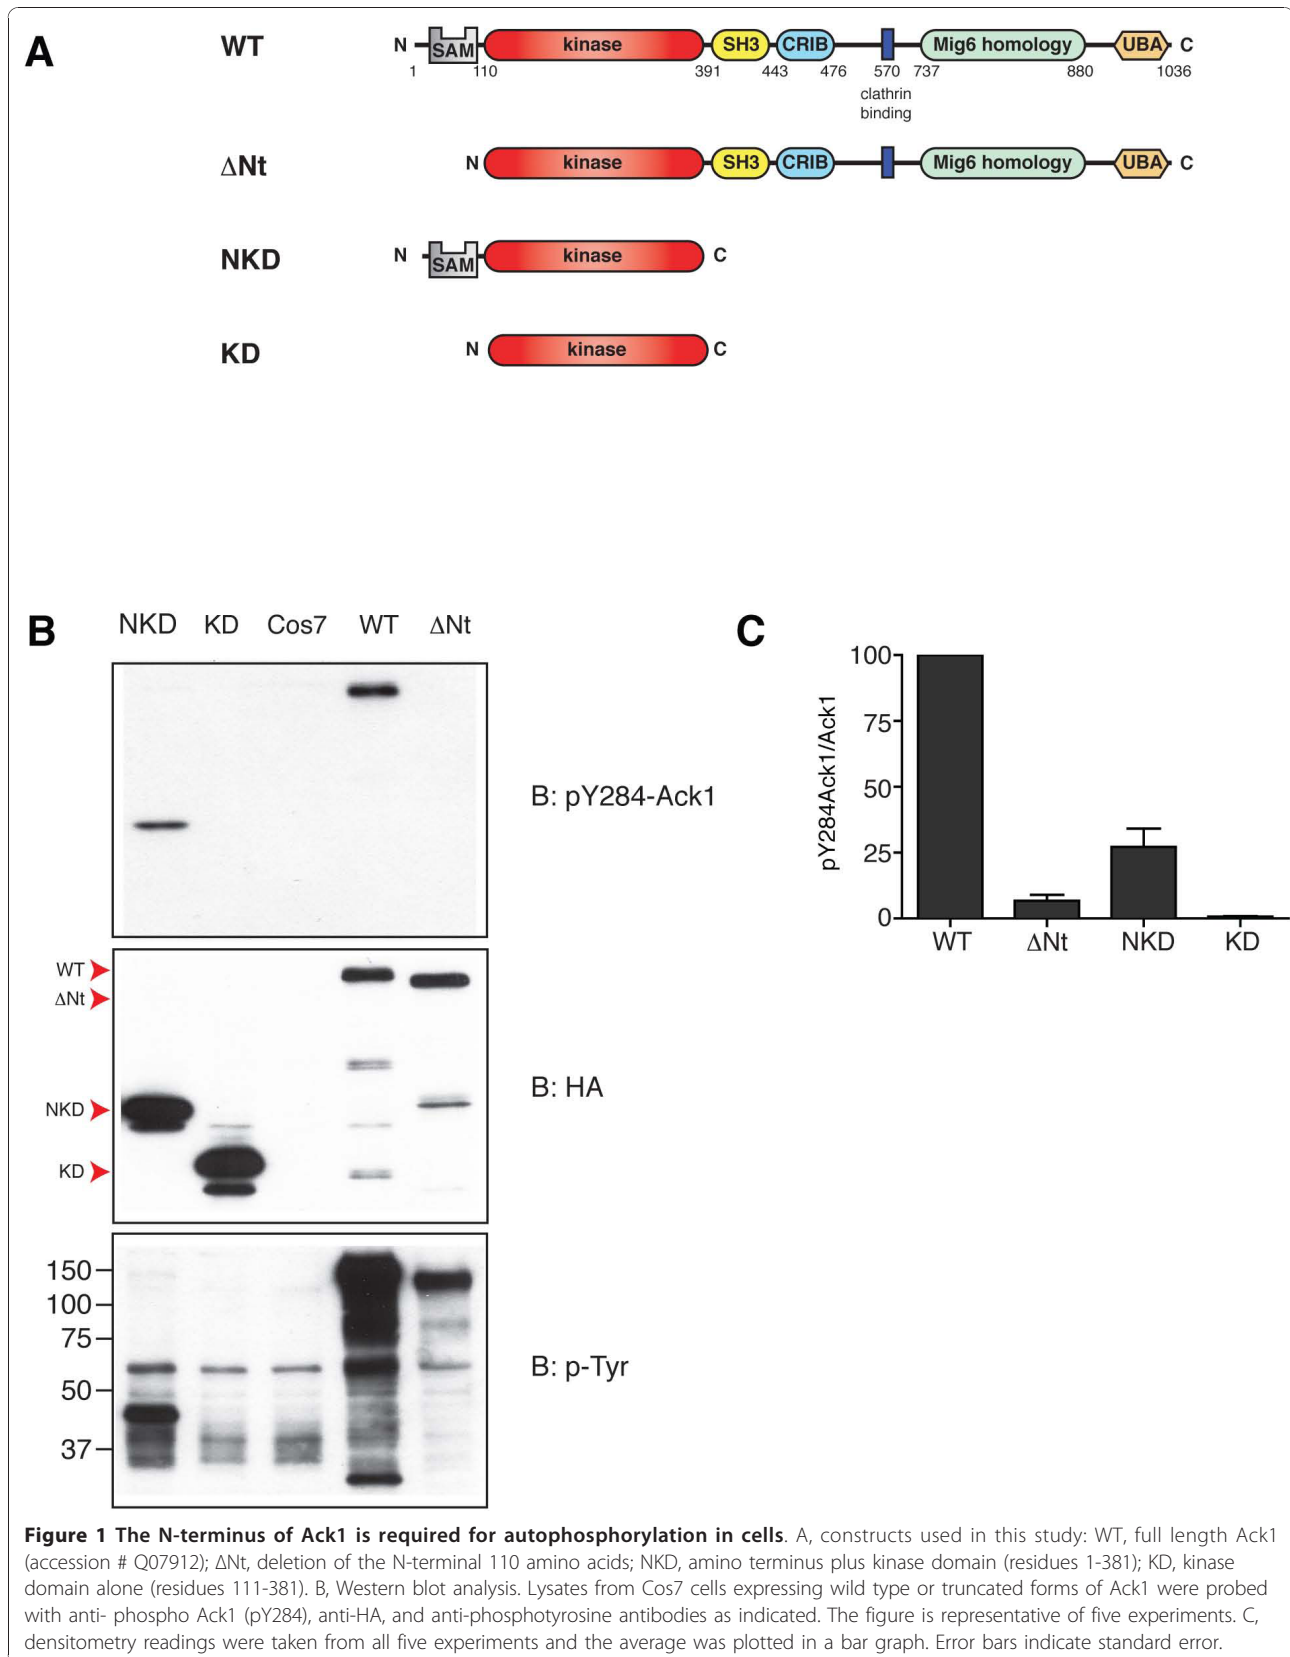 A
WT
N SAM kinase SH3 CRIB Mig6 homology UBA C
1 110 391 443 476 570 737 880 1036
clathrin
binding
ΔNt
N kinase SH3 CRIB Mig6 homology UBA C
NKD
N SAM kinase C
KD
N kinase C
B
NKD KD Cos7 WT ΔNt
B: pY284-Ack1
WT
ΔNt
NKD
KD
B: HA
150
100
75
50
37
B: p-Tyr
C
pY284Ack1/Ack1
100
75
50
25
0
WT ΔNt NKD KD
Figure 1 The N-terminus of Ack1 is required for autophosphorylation in cells. A, constructs used in this study: WT, full length Ack1
(accession # Q07912); ΔNt, deletion of the N-terminal 110 amino acids; NKD, amino terminus plus kinase domain (residues 1-381); KD, kinase
domain alone (residues 111-381). B, Western blot analysis. Lysates from Cos7 cells expressing wild type or truncated forms of Ack1 were probed
with anti- phospho Ack1 (pY284), anti-HA, and anti-phosphotyrosine antibodies as indicated. The figure is representative of five experiments. C,
densitometry readings were taken from all five experiments and the average was plotted in a bar graph. Error bars indicate standard error.